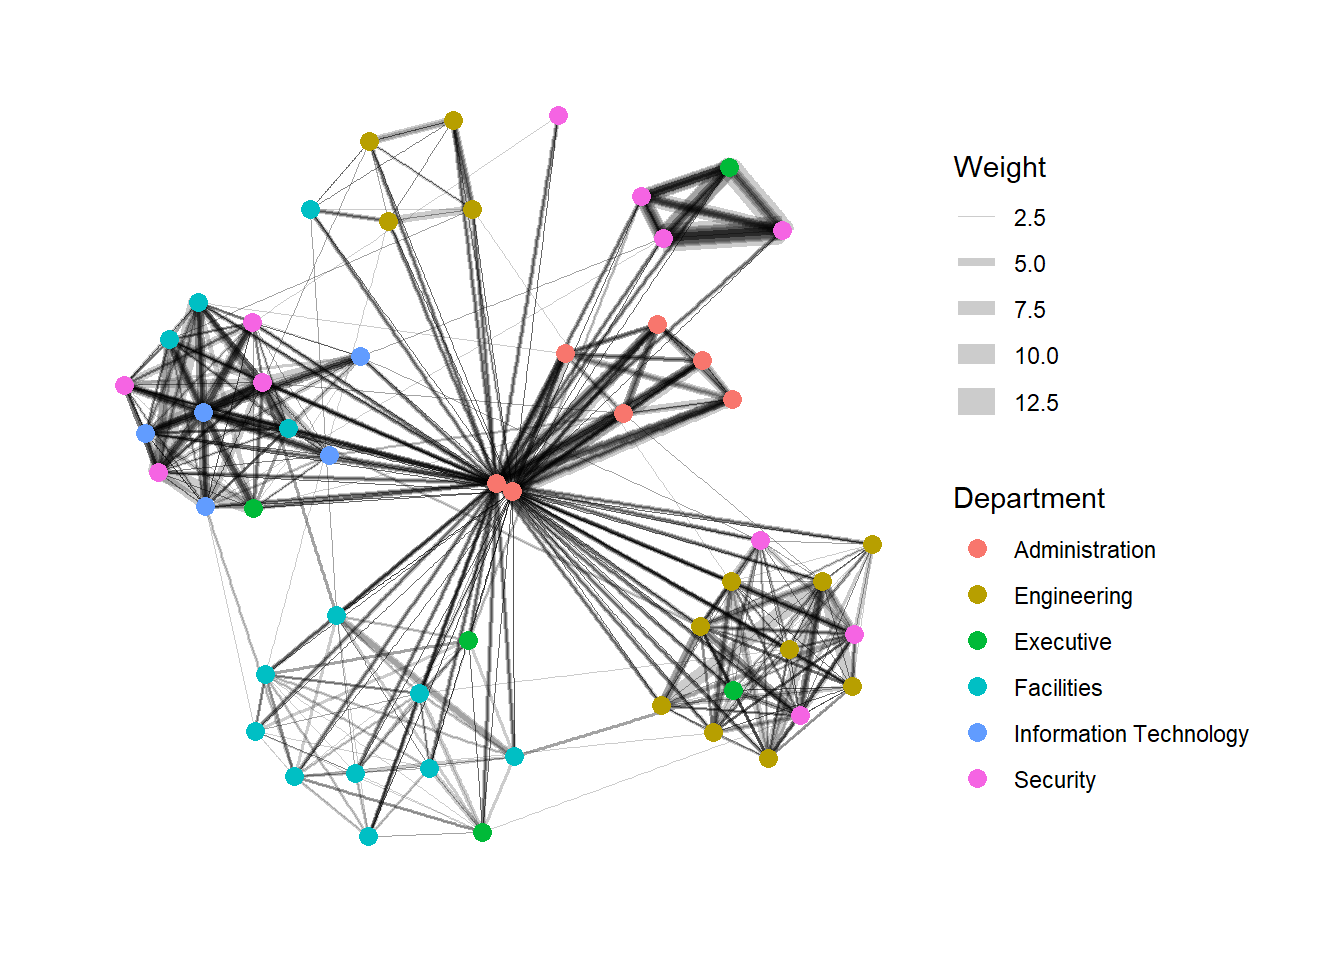 Weight
2.5
5.0
7.5
10.0
12.5
Department
Administration
Engineering
Executive
Facilities
Information Technology
Security